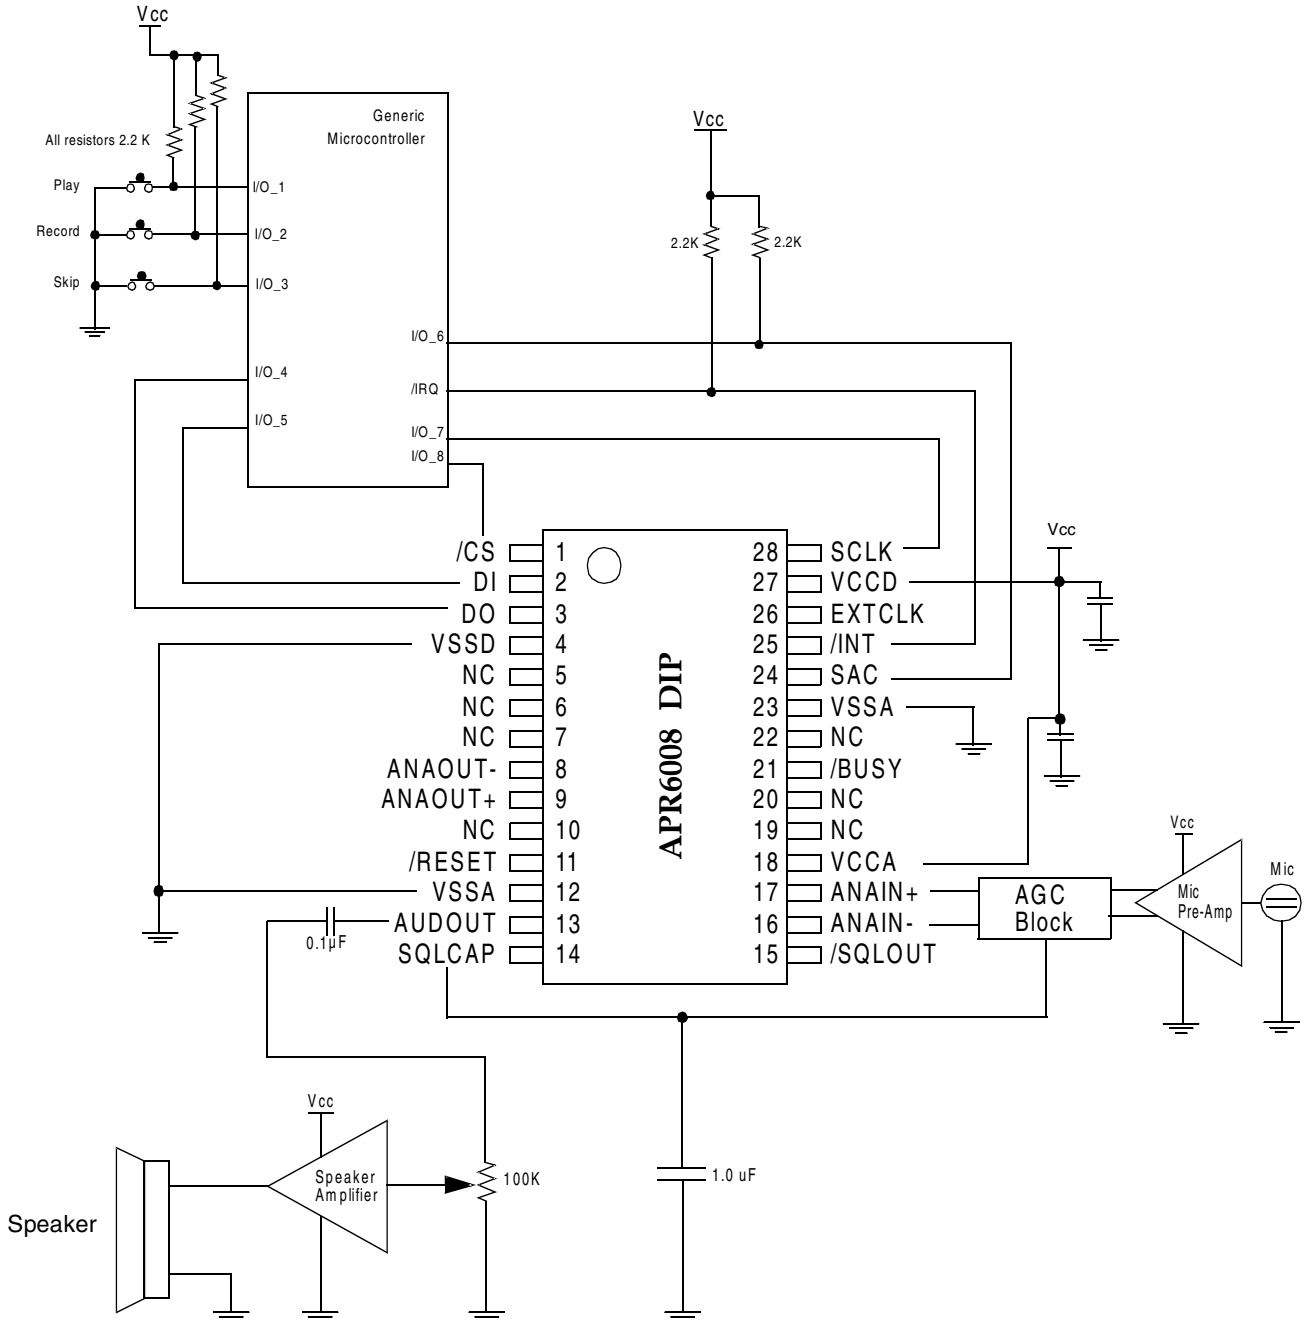 Vcc
Generic
Microcontroller
All resistors 2.2 K
Play
I/O_1
Record
I/O_2
Skip
I/O_3
I/O_6
I/O_4
/IRQ
I/O_5
I/O_7
I/O_8
Vcc
2.2K
2.2K
Vcc
/CS 1
DI 2
DO 3
VSSD 4
NC 5
NC 6
NC 7
ANAOUT- 8
ANAOUT+ 9
NC 10
/RESET 11
VSSA 12
AUDOUT 13
SQLCAP 14
APR6008 DIP
28 SCLK
27 VCCD
26 EXTCLK
25 /INT
24 SAC
23 VSSA
22 NC
21 /BUSY
20 NC
19 NC
18 VCCA
17 ANAIN+
16 ANAIN-
15 /SQLOUT
AGC
Block
Vcc
Mic
Pre-Amp
Mic
0.1µF
Vcc
Speaker
Amplifier
100K
1.0 uF
Speaker